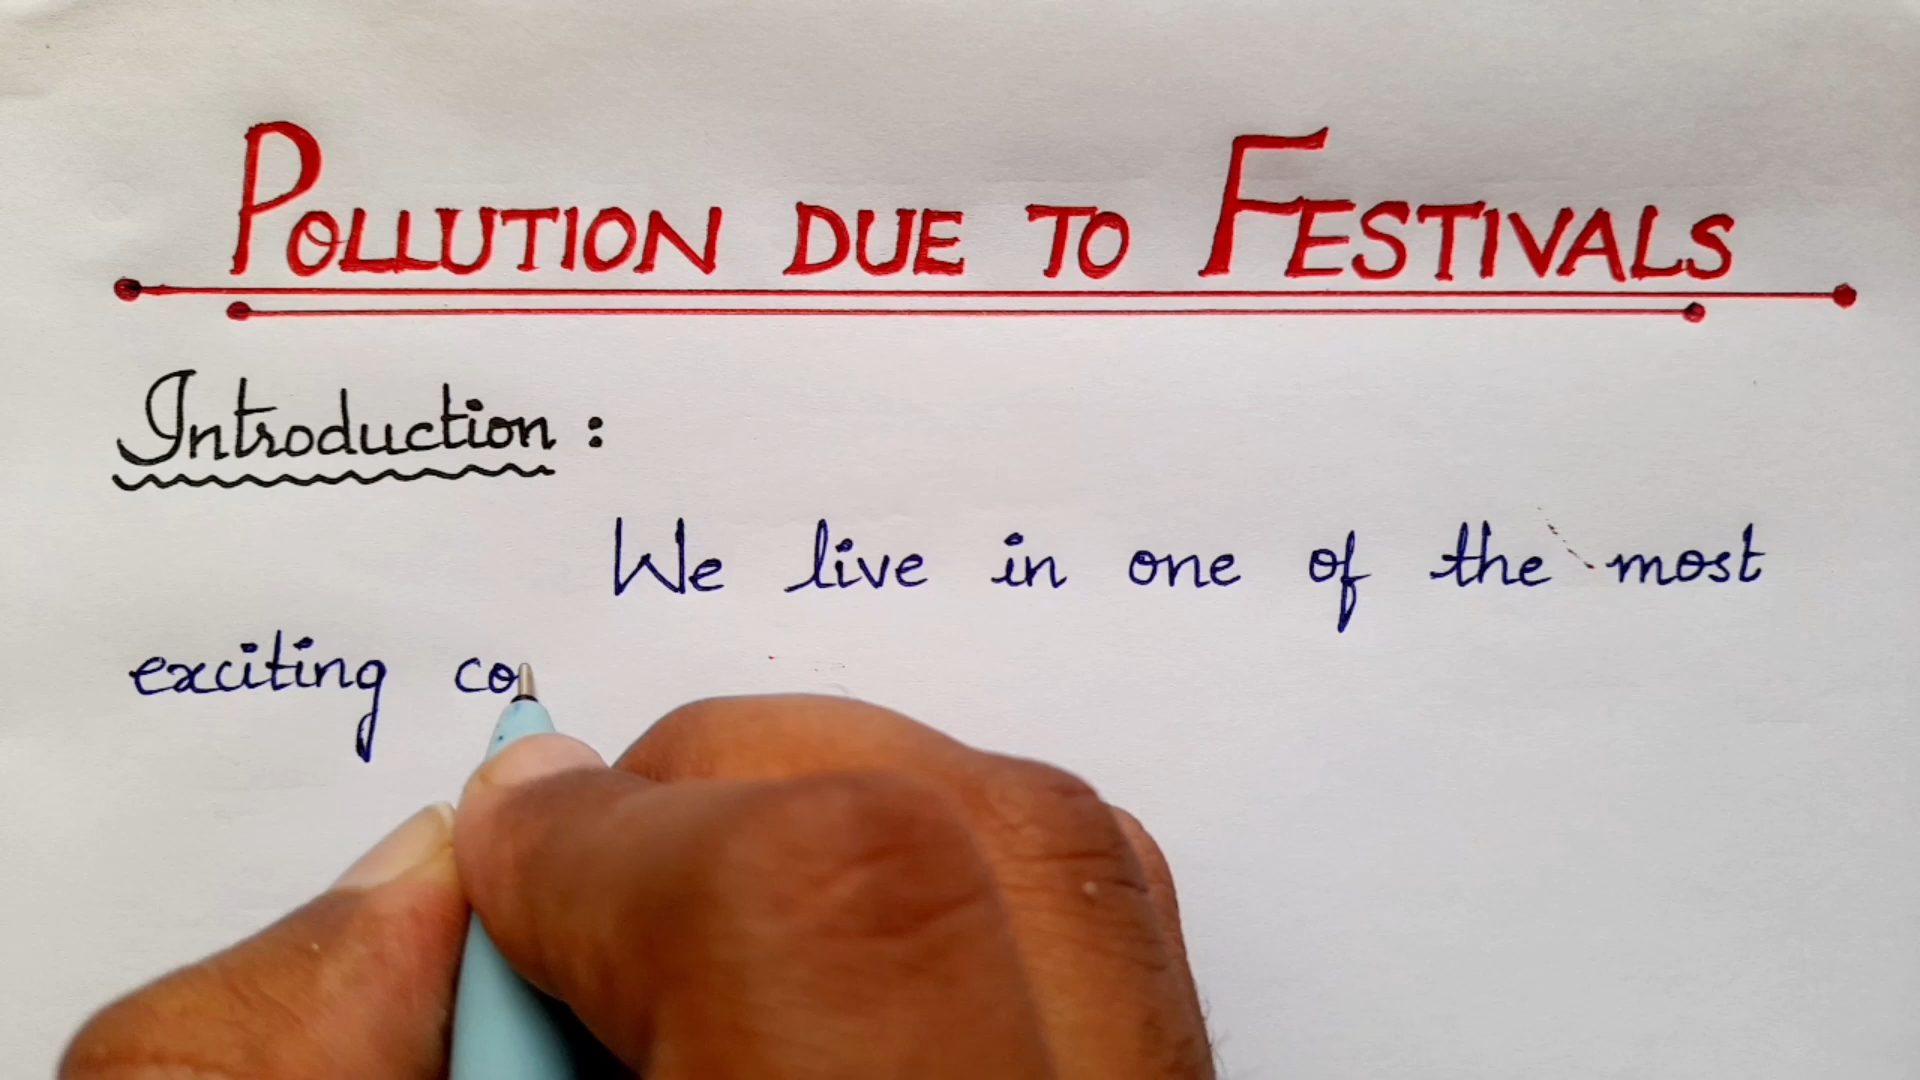 POLLUTION DUE TO FESTIVALS
Introduction :
We live in one of the most
exciting co